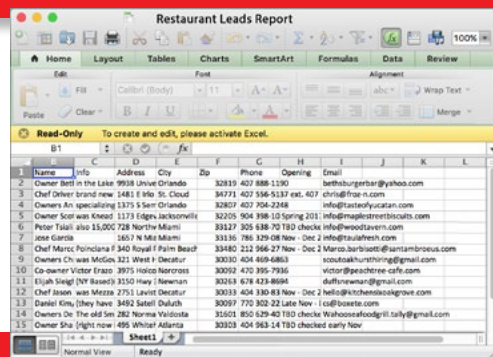 Restaurant Leads Report
100%
Home Layout Tables Charts SmartArt Formulas Data Review
Edit Font Alignment
Fill Calibri (Body) 11 A A abc Wrap Text
Paste Clear B I U A Merge
Read-Only To create and edit, please activate Excel.
B1 fx
B C D E F G H I J K L
1 Name Info Address City Zip Phone Opening Email
2 Owner Bett in the Lake 9938 Unive Orlando 32819 407 888-1190 bethsburgerbar@yahoo.com
3 Chef Driver brand new 1481 E Irlo St. Cloud 34771 407 556-5137 ext. 407 chris@froz-n.com
4 Owners An specializing 1375 S Sem Orlando 32807 407 704-2248 info@tasteofyucatan.com
5 Owner Scot was Knead 1173 Edgew Jacksonville 32205 904 398-10 Spring 201 info@maplestreetbiscuits.com
6 Peter Tsiali also 15,000 728 Northw Miami 33127 305 638-70 TBD checke info@woodtavern.com
7 Jose Garcia 1657 N Mia Miami 33136 786 329-08 Nov - Dec 2 info@taulafresh.com
8 Chef Marco Poinciana P 340 Royal F Palm Beach 33480 212 966-27 Nov - Dec 2 Marco.barbisotti@santambroeus.com
9 Owners Ch was McGov 321 West H Decatur 30030 404 469-6863 scoutoakhurstthiring@gmail.com
10 Co-owner Victor Erazo 3975 Holco Norcross 30092 470 395-7936 victor@peachtree-cafe.com
11 Elijah Sleigl (NY Based) 3150 Hwy Newnan 30263 678 423-8694 duffsnewnan@gmail.com
12 Chef Jason was Mezza 2751 Lavist Decatur 30033 404 330-83 Nov - Dec 2 hello@kitchensixoakgrove.com
13 Daniel Kim, (they have 3492 Satell Duluth 30097 770 302-22 Late Nov - I cs@boxete.com
14 Owners De The old Sm 282 Norma Valdosta 31601 850 629-40 TBD checke Wahooseafoodgrill.tally@gmail.com
15 Owner Sha (right now i 495 Whiteh Atlanta 30303 404 963-14 TBD checked early Nov
Sheet1
Normal View Ready